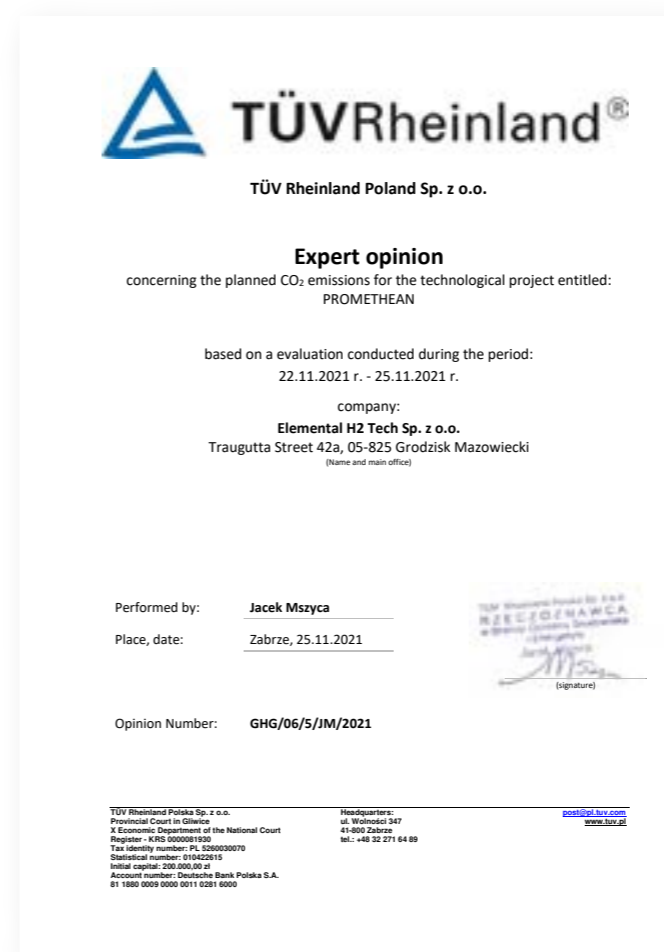 TÜVRheinland®
TÜV Rheinland Poland Sp. z o.o.
Expert opinion
concerning the planned CO₂ emissions for the technological project entitled:
PROMETHEAN
based on a evaluation conducted during the period:
22.11.2021 r. - 25.11.2021 r.
company:
Elemental H2 Tech Sp. z o.o.
Traugutta Street 42a, 05-825 Grodzisk Mazowiecki
(Name and main office)
Performed by: Jacek Mszyca
Place, date: Zabrze, 25.11.2021
RZECZOZNAWCA
(signature)
Opinion Number: GHG/06/5/JM/2021
TÜV Rheinland Polska Sp. z o.o.
Provincial Court in Gliwice
X Economic Department of the National Court
Register - KRS 0000081930
Tax identity number: PL 5260030070
Statistical number: 010422615
Initial capital: 200.000,00 zł
Account number: Deutsche Bank Polska S.A.
81 1880 0009 0000 0011 0281 6000
Headquarters:
ul. Wolności 347
41-800 Zabrze
tel.: +48 32 271 64 89
post@pl.tuv.com
www.tuv.pl